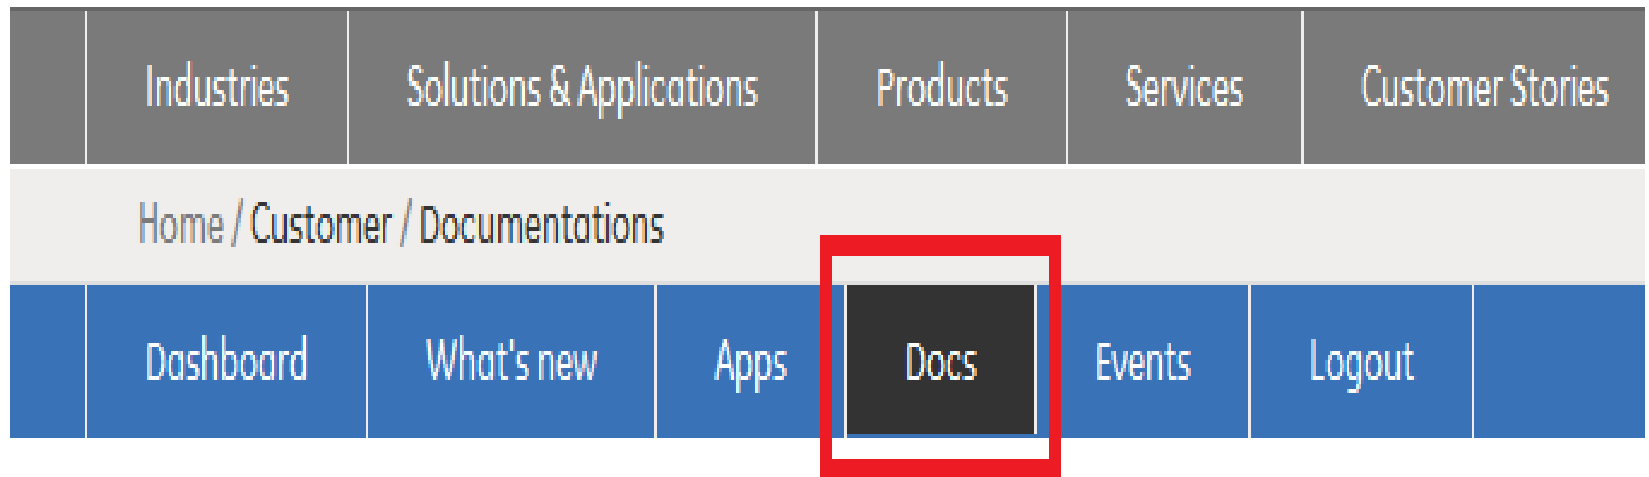 Industries Solutions & Applications Products Services Customer Stories
Home / Customer / Documentations
Dashboard What's new Apps Docs Events Logout